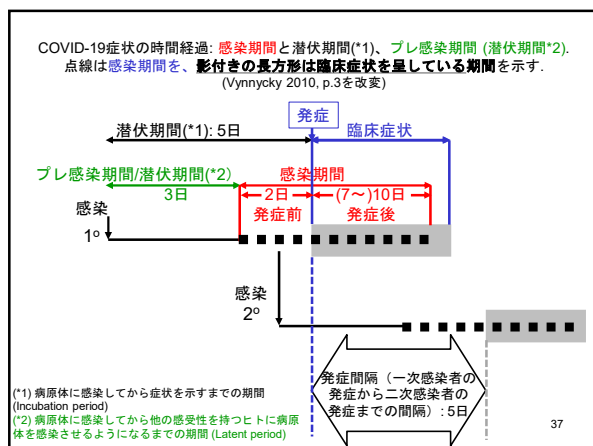 COVID-19症状の時間経過: 感染期間と潜伏期間(*1)、プレ感染期間 (潜伏期間*2).
点線は感染期間を、影付きの長方形は臨床症状を呈している期間を示す.
(Vynnycky 2010, p.3を改変)
発症
潜伏期間(*1): 5日
臨床症状
プレ感染期間/潜伏期間(*2)
感染期間
3日
2日
(7〜)10日
発症前
発症後
感染
1º
感染
2º
発症間隔（一次感染者の
発症から二次感染者の
発症までの間隔）: 5日
(*1) 病原体に感染してから症状を示すまでの期間
(Incubation period)
(*2) 病原体に感染してから他の感受性を持つヒトに病原
体を感染させるようになるまでの期間 (Latent period)
37